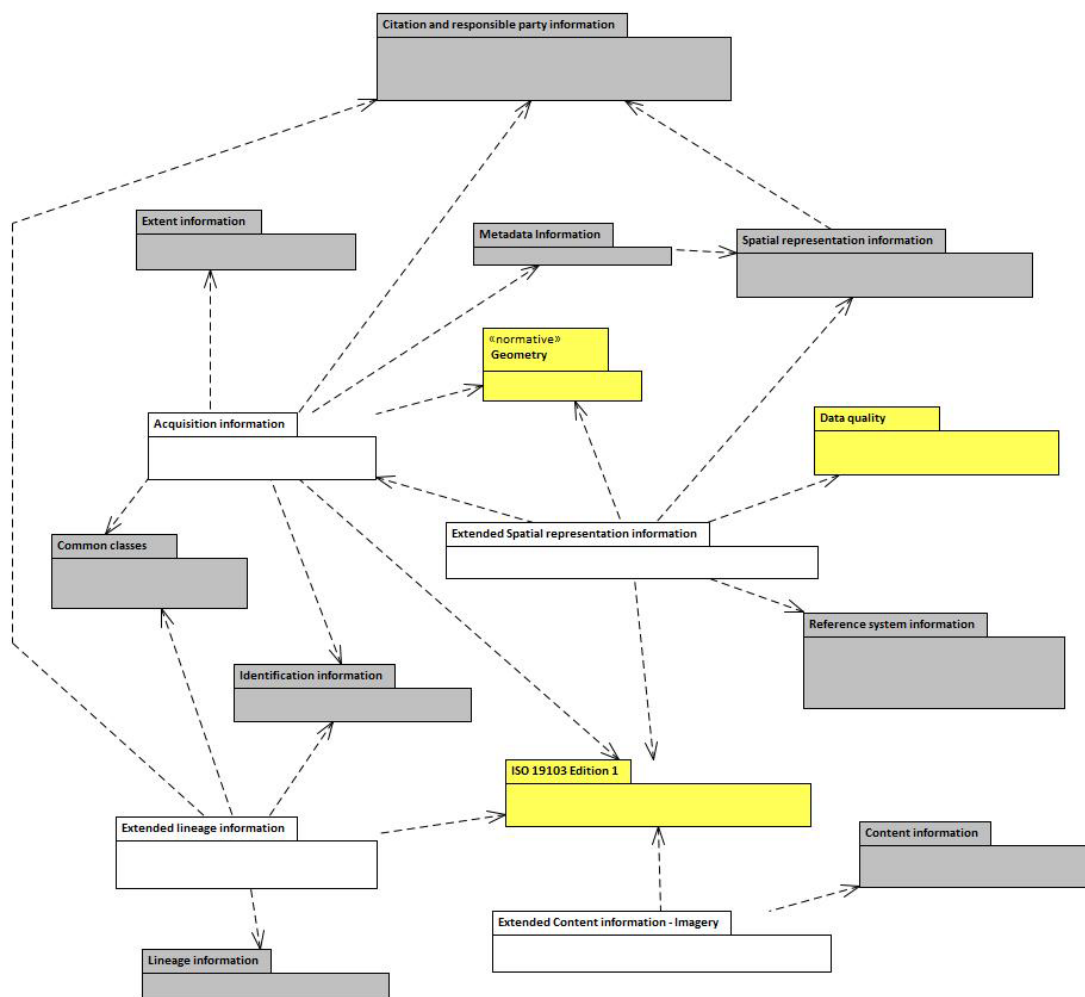 Citation and responsible party information
Extent information
Metadata Information
Spatial representation information
«normative»
Geometry
Acquisition information
Data quality
Extended Spatial representation information
Common classes
Reference system information
Identification information
ISO 19103 Edition 1
Extended lineage information
Content information
Extended Content information - Imagery
Lineage information